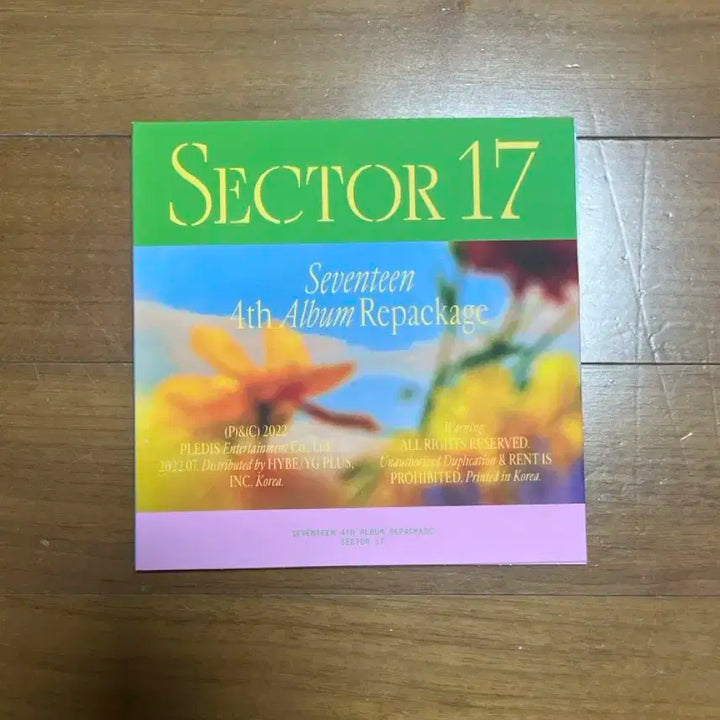 SECTOR 17
Seventeen
4th Album Repackage
(P)&(C) 2022
PLEDIS Entertainment Co., Ltd.
2022.07. Distributed by HYBE/YG PLUS,
INC. Korea.
Warning:
ALL RIGHTS RESERVED.
Unauthorized Duplication & RENT IS
PROHIBITED. Printed in Korea.
SEVENTEEN 4TH ALBUM REPACKAGE
SECTOR 17